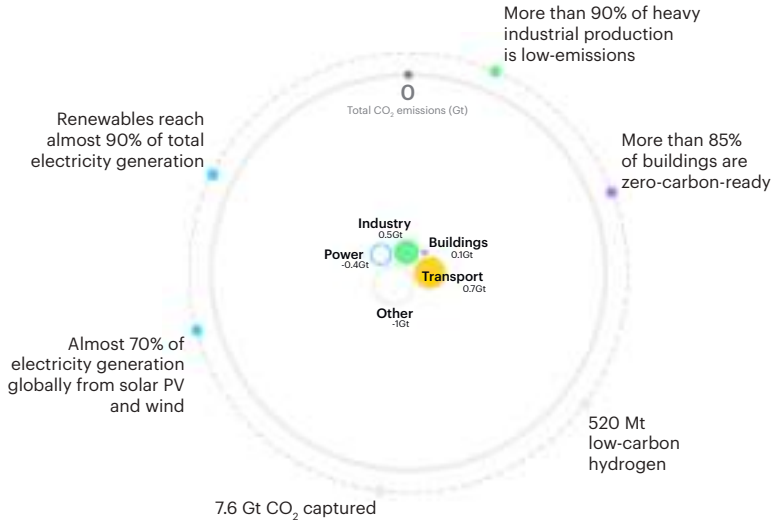 More than 90% of heavy
industrial production
is low-emissions
0
Total CO₂ emissions (Gt)
Renewables reach
almost 90% of total
electricity generation
More than 85%
of buildings are
zero-carbon-ready
Industry
0.5Gt
Buildings
0.1Gt
Power
-0.4Gt
Transport
0.7Gt
Other
-1Gt
Almost 70% of
electricity generation
globally from solar PV
and wind
520 Mt
low-carbon
hydrogen
7.6 Gt CO₂ captured